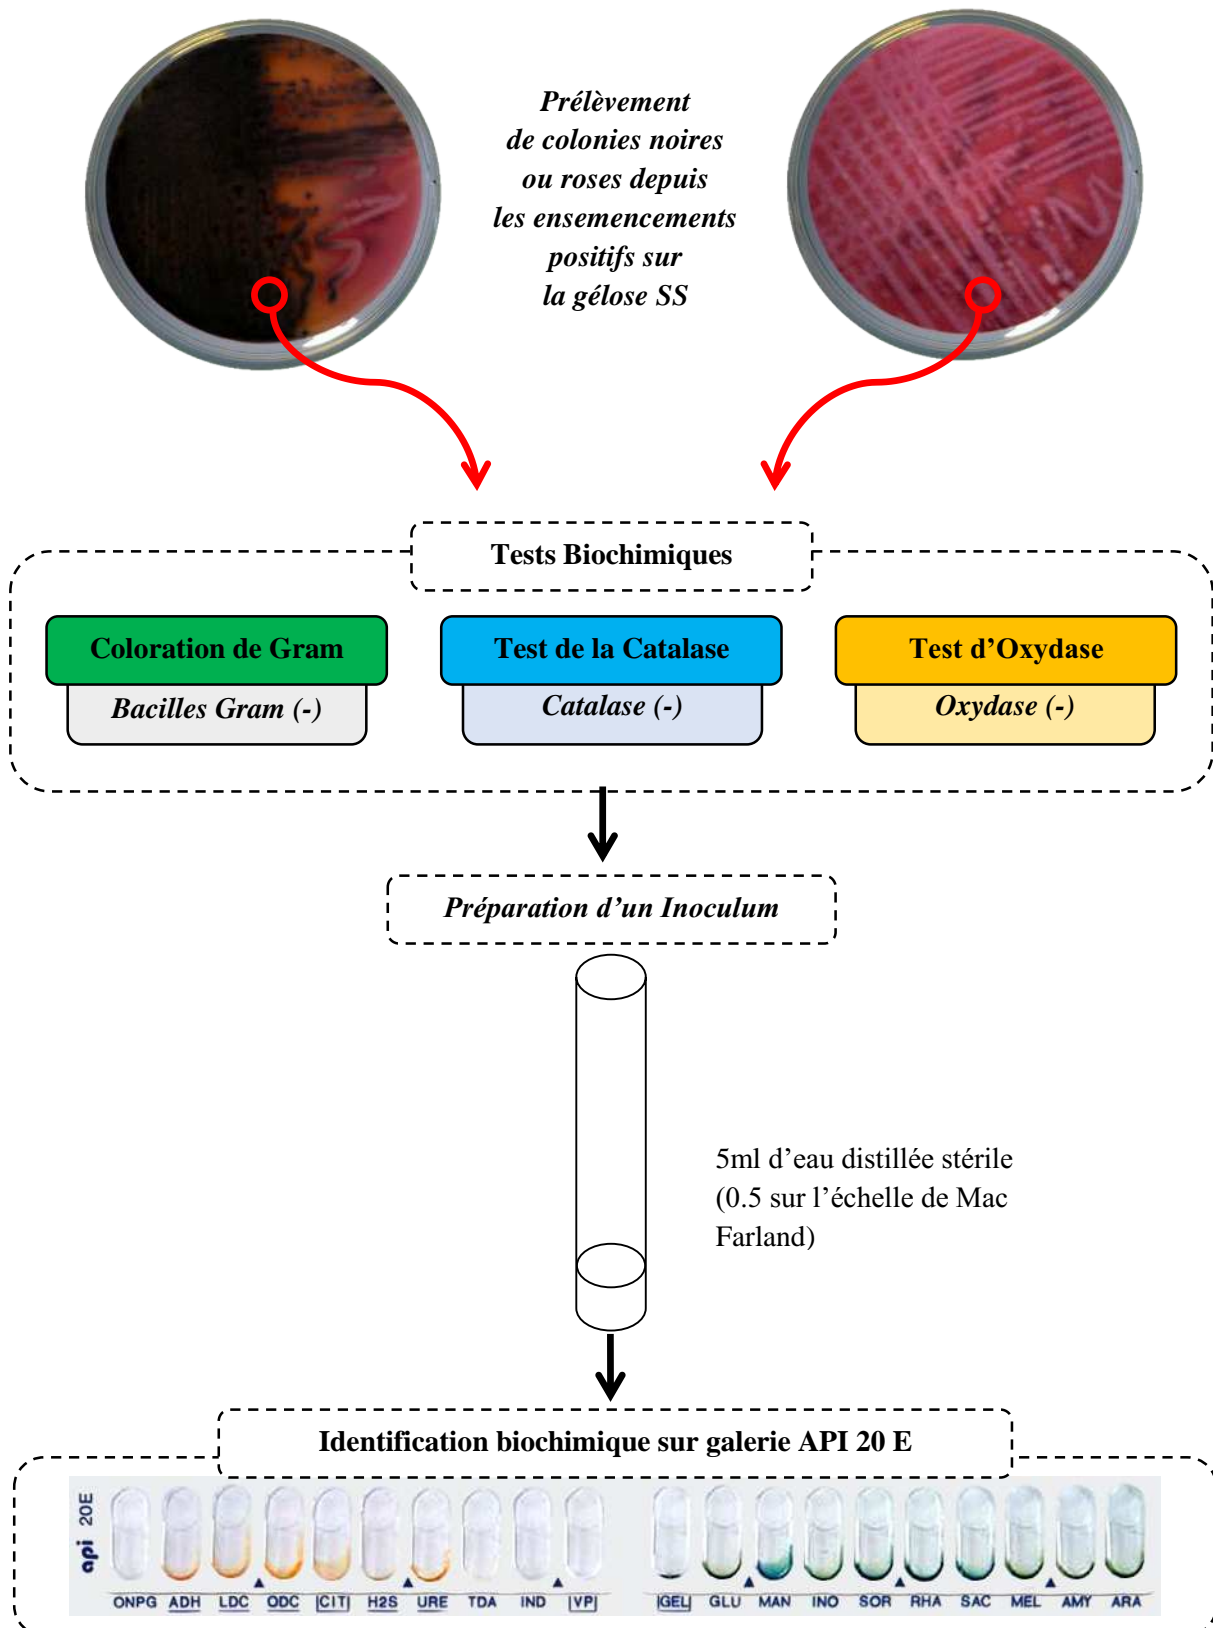 Prélèvement
de colonies noires
ou roses depuis
les ensemencements
positifs sur
la gélose SS
Tests Biochimiques
Coloration de Gram
Bacilles Gram (-)
Test de la Catalase
Catalase (-)
Test d'Oxydase
Oxydase (-)
Préparation d'un Inoculum
5ml d'eau distillée stérile
(0.5 sur l'échelle de Mac
Farland)
Identification biochimique sur galerie API 20 E
api 20E
ONPG ADH LDC ODC |CIT| H2S URE TDA IND |VP| |GEL| GLU MAN INO SOR RHA SAC MEL AMY ARA